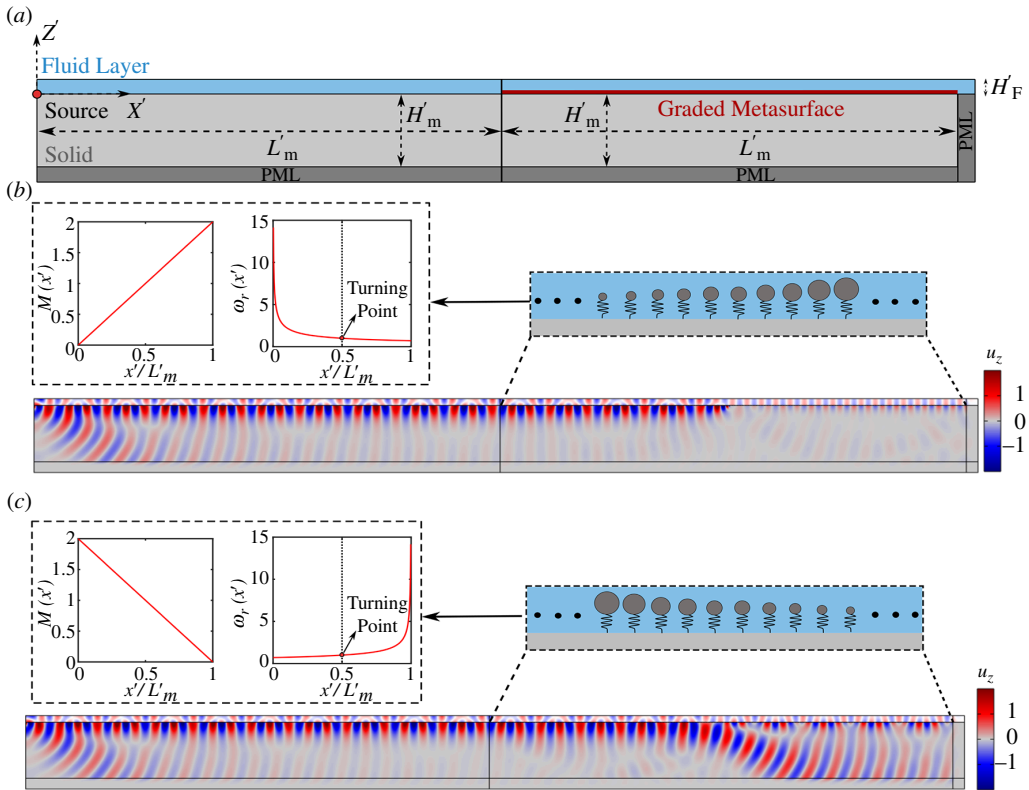 (a)
Z′
Fluid Layer
Source
X′
Solid
L′m
H′m
PML
H′m
Graded Metasurface
L′m
PML
PML
H′F
(b)
2
1.5
1
0.5
0
M (x′)
0 0.5 1
x′/ L′m
15
10
5
0
ωr (x′)
Turning
Point
0 0.5 1
x′/ L′m
uz
1
0
−1
(c)
2
1.5
1
0.5
0
M (x′)
0 0.5 1
x′/ L′m
15
10
5
0
ωr (x′)
Turning
Point
0 0.5 1
x′/ L′m
uz
1
0
−1